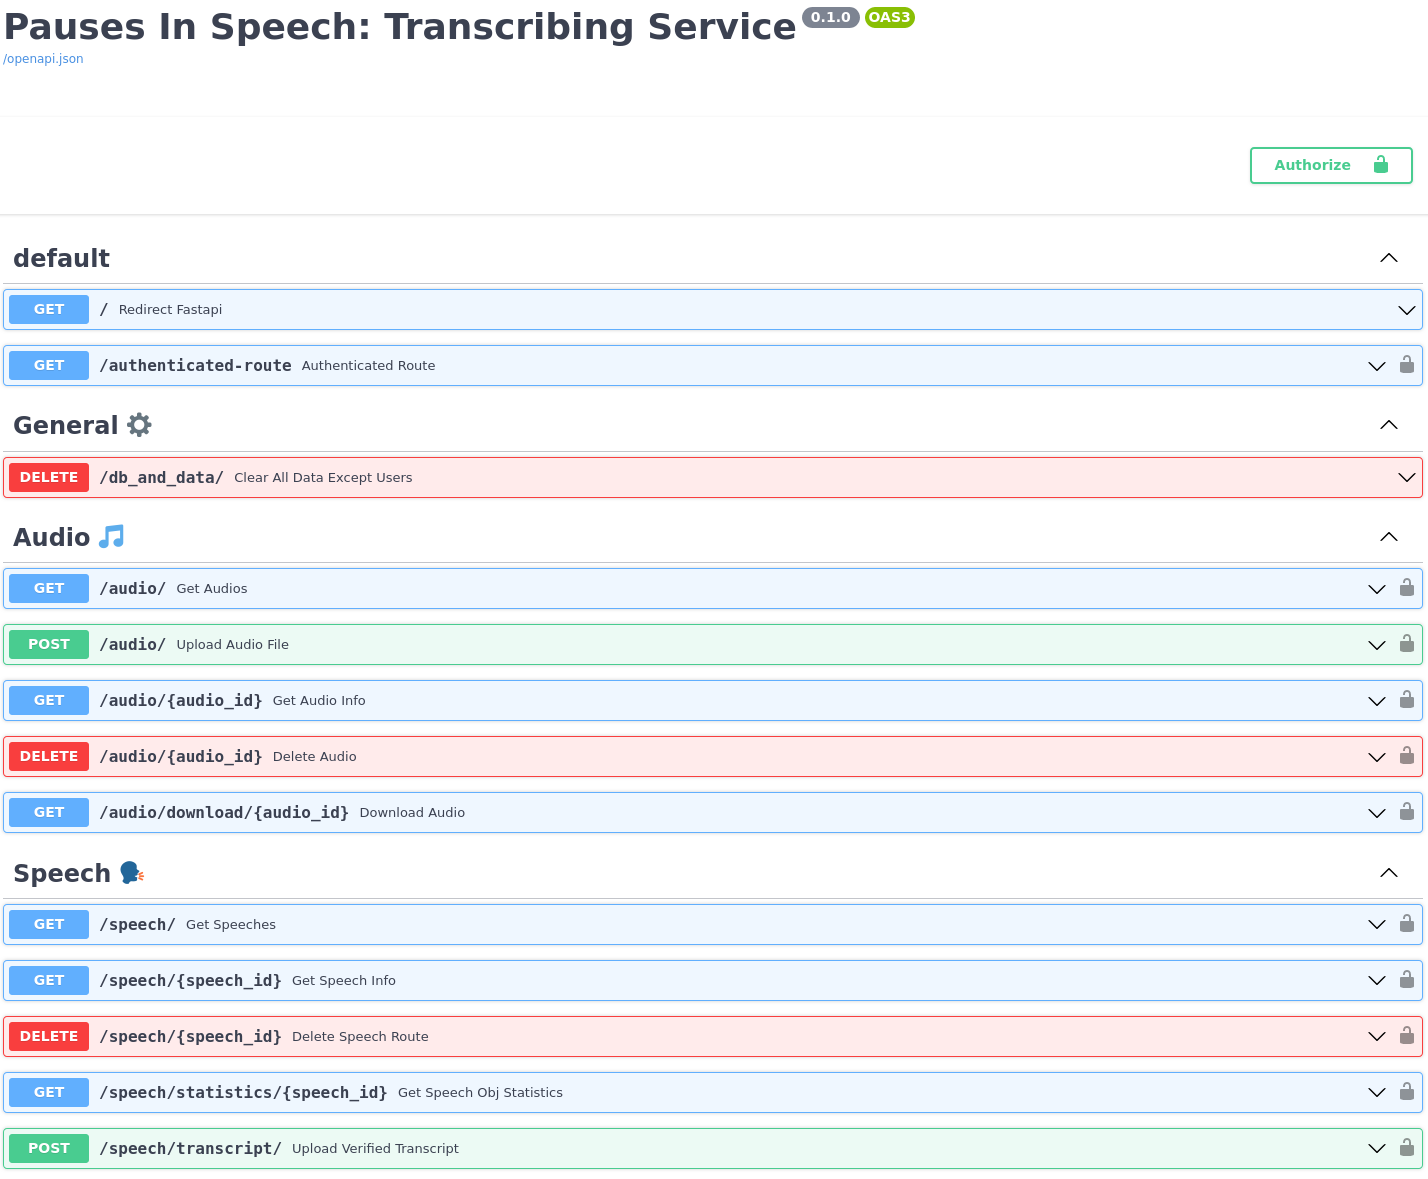 Pauses In Speech: Transcribing Service 0.1.0 OAS3
/openapi.json
Authorize
default
GET / Redirect Fastapi
GET /authenticated-route Authenticated Route
General
DELETE /db_and_data/ Clear All Data Except Users
Audio
GET /audio/ Get Audios
POST /audio/ Upload Audio File
GET /audio/{audio_id} Get Audio Info
DELETE /audio/{audio_id} Delete Audio
GET /audio/download/{audio_id} Download Audio
Speech
GET /speech/ Get Speeches
GET /speech/{speech_id} Get Speech Info
DELETE /speech/{speech_id} Delete Speech Route
GET /speech/statistics/{speech_id} Get Speech Obj Statistics
POST /speech/transcript/ Upload Verified Transcript